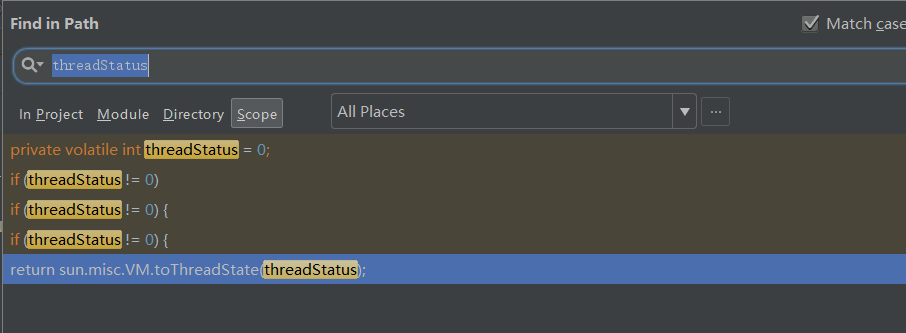 Find in Path
Match case
threadStatus
In Project Module Directory Scope All Places ...
private volatile int threadStatus = 0;
if (threadStatus != 0)
if (threadStatus != 0) {
if (threadStatus != 0) {
return sun.misc.VM.toThreadState(threadStatus);